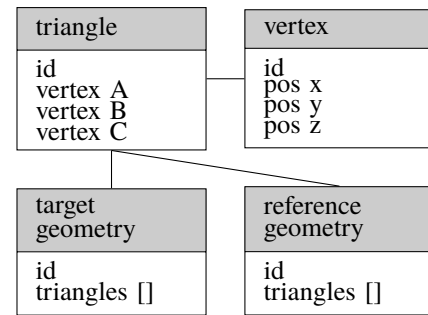 triangle
id
vertex A
vertex B
vertex C
vertex
id
pos x
pos y
pos z
target
geometry
id
triangles []
reference
geometry
id
triangles []